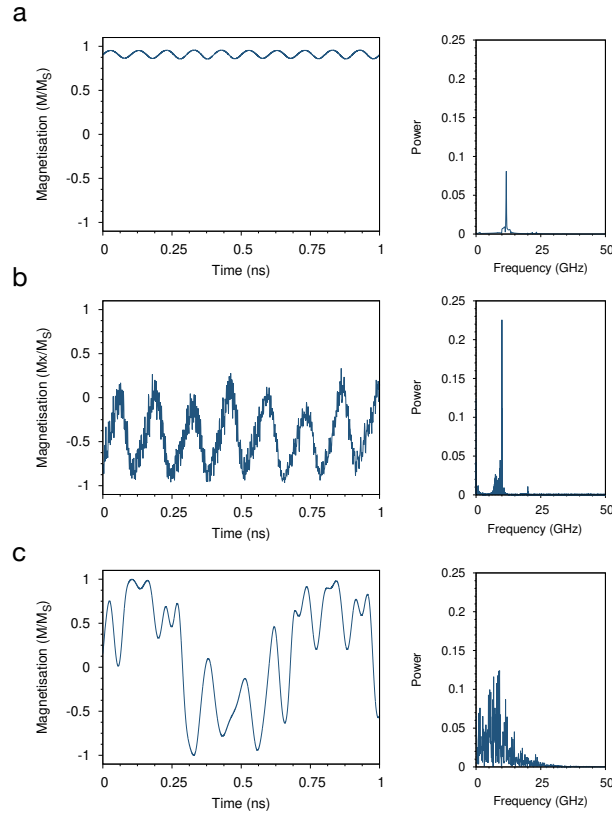 a
1
0.5
0
-0.5
-1
Magnetisation (M/M_S)
0 0.25 0.5 0.75 1
Time (ns)
0.25
0.2
0.15
0.1
0.05
0
Power
0 25 50
Frequency (GHz)
b
1
0.5
0
-0.5
-1
Magnetisation (Mx/M_S)
0 0.25 0.5 0.75 1
Time (ns)
0.25
0.2
0.15
0.1
0.05
0
Power
0 25 50
Frequency (GHz)
c
1
0.5
0
-0.5
-1
Magnetisation (M/M_S)
0 0.25 0.5 0.75 1
Time (ns)
0.25
0.2
0.15
0.1
0.05
0
Power
0 25 50
Frequency (GHz)